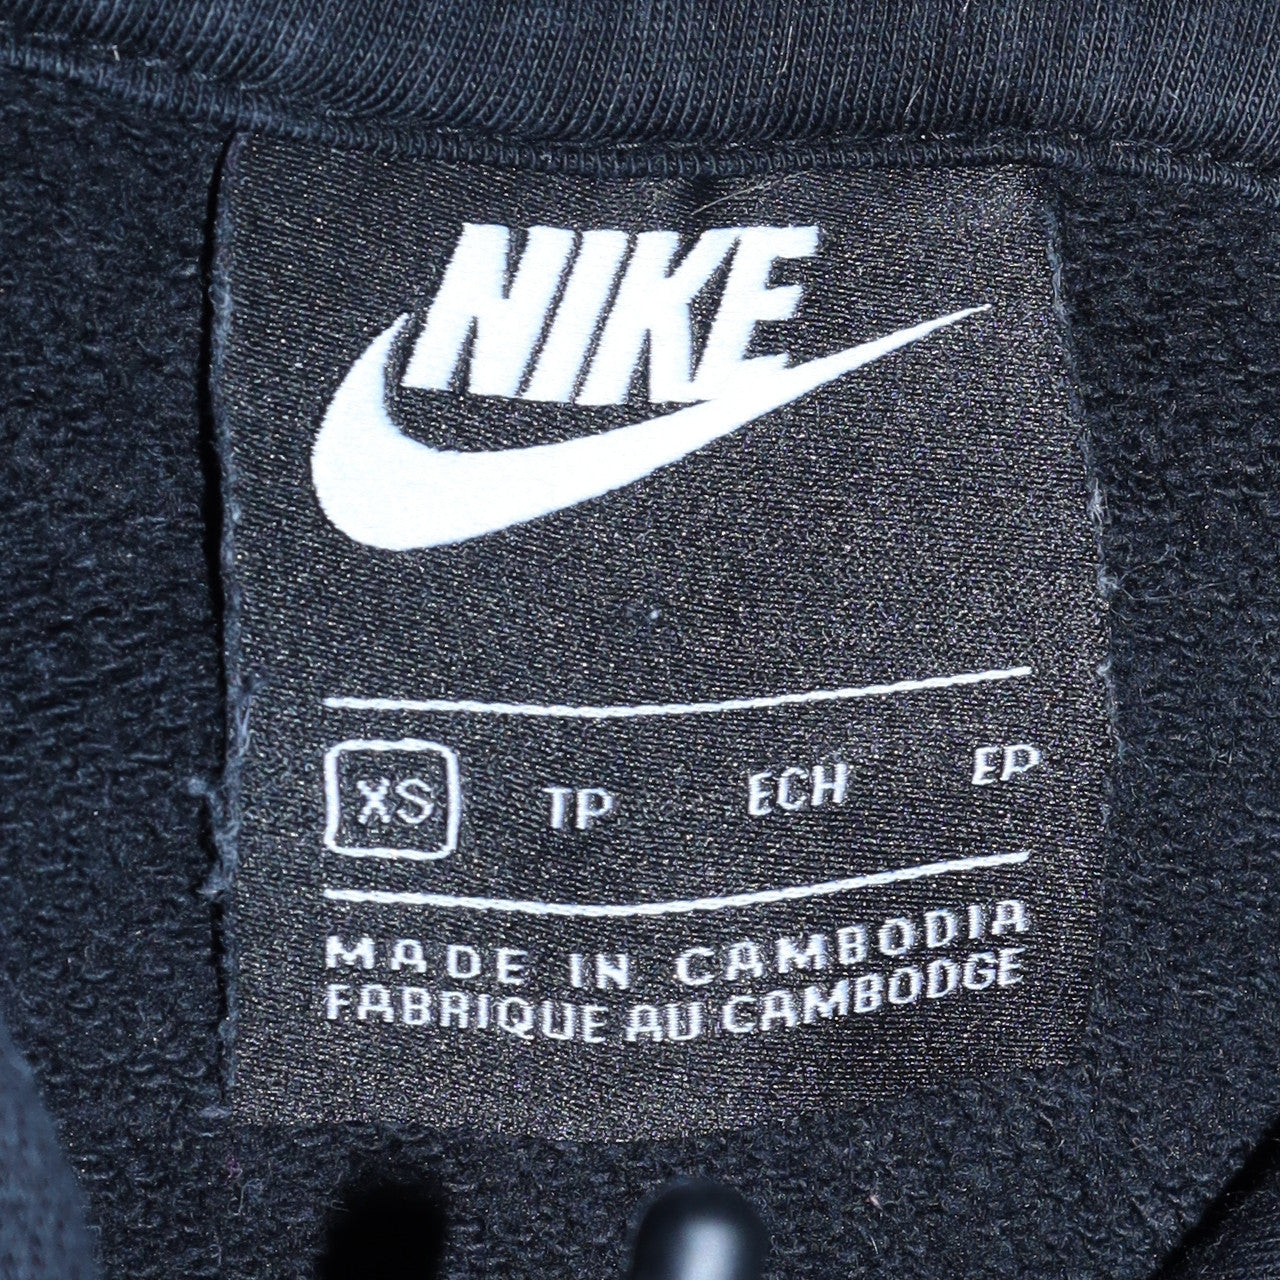 NIKE
XS TP ECH EP
MADE IN CAMBODIA
FABRIQUE AU CAMBODGE